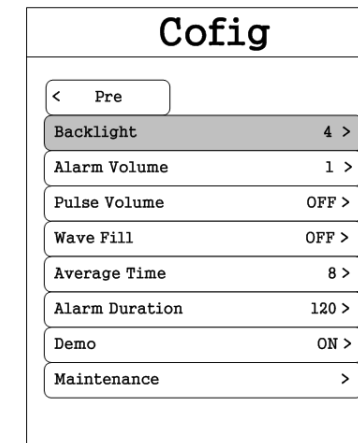 Cofig
< Pre
Backlight 4 >
Alarm Volume 1 >
Pulse Volume OFF >
Wave Fill OFF >
Average Time 8 >
Alarm Duration 120 >
Demo ON >
Maintenance >